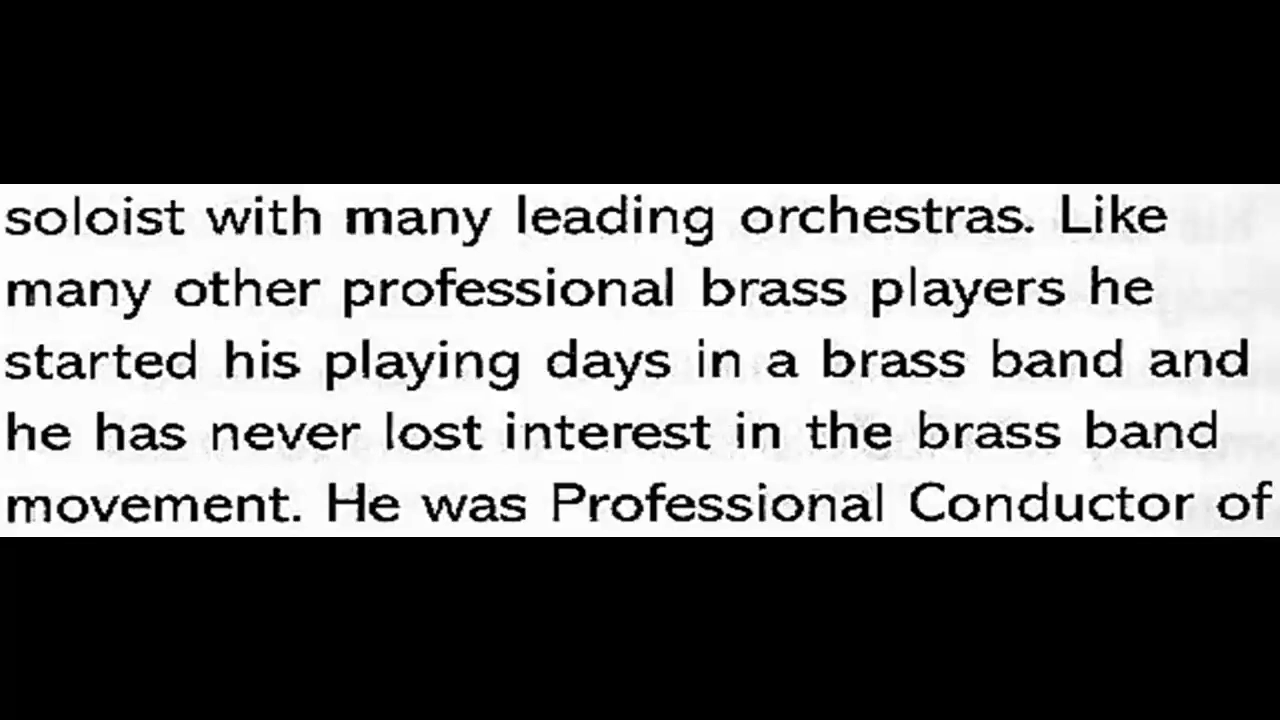 soloist with many leading orchestras. Like
many other professional brass players he
started his playing days in a brass band and
he has never lost interest in the brass band
movement. He was Professional Conductor of